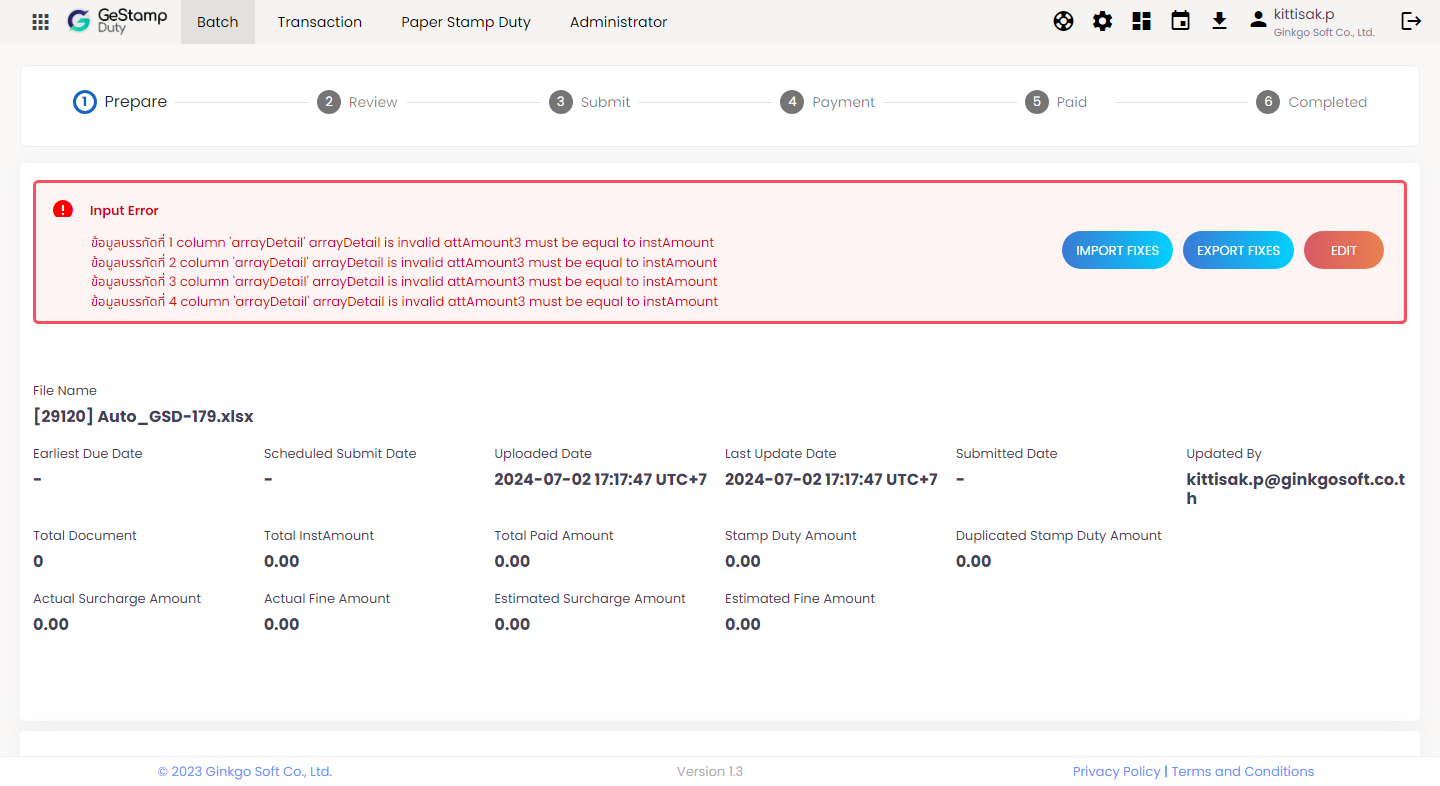 GeStamp
Duty
Batch
Transaction
Paper Stamp Duty
Administrator
kittisak.p
Ginkgo Soft Co., Ltd.
1 Prepare
2 Review
3 Submit
4 Payment
5 Paid
6 Completed
Input Error
ข้อมูลบรรทัดที่ 1 column 'arrayDetail' arrayDetail is invalid attAmount3 must be equal to instAmount
ข้อมูลบรรทัดที่ 2 column 'arrayDetail' arrayDetail is invalid attAmount3 must be equal to instAmount
ข้อมูลบรรทัดที่ 3 column 'arrayDetail' arrayDetail is invalid attAmount3 must be equal to instAmount
ข้อมูลบรรทัดที่ 4 column 'arrayDetail' arrayDetail is invalid attAmount3 must be equal to instAmount
IMPORT FIXES
EXPORT FIXES
EDIT
File Name
[29120] Auto_GSD-179.xlsx
Earliest Due Date
-
Scheduled Submit Date
-
Uploaded Date
2024-07-02 17:17:47 UTC+7
Last Update Date
2024-07-02 17:17:47 UTC+7
Submitted Date
-
Updated By
kittisak.p@ginkgosoft.co.t
h
Total Document
0
Total InstAmount
0.00
Total Paid Amount
0.00
Stamp Duty Amount
0.00
Duplicated Stamp Duty Amount
0.00
Actual Surcharge Amount
0.00
Actual Fine Amount
0.00
Estimated Surcharge Amount
0.00
Estimated Fine Amount
0.00
© 2023 Ginkgo Soft Co., Ltd.
Version 1.3
Privacy Policy | Terms and Conditions